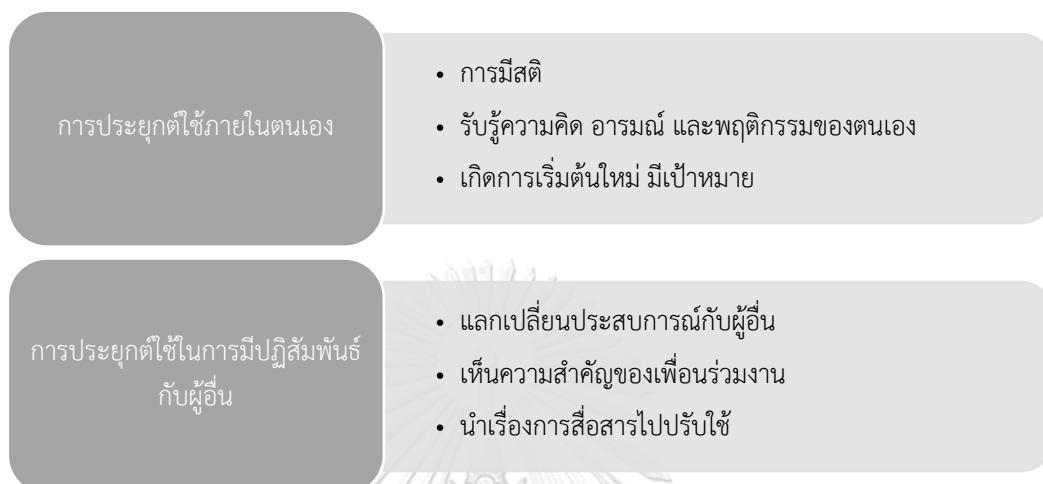 การประยุกต์ใช้ภายในตนเอง
• การมีสติ
• รับรู้ความคิด อารมณ์ และพฤติกรรมของตนเอง
• เกิดการเริ่มต้นใหม่ มีเป้าหมาย
การประยุกต์ใช้ในการมีปฏิสัมพันธ์
กับผู้อื่น
• แลกเปลี่ยนประสบการณ์กับผู้อื่น
• เห็นความสำคัญของเพื่อนร่วมงาน
• นำเรื่องการสื่อสารไปปรับใช้